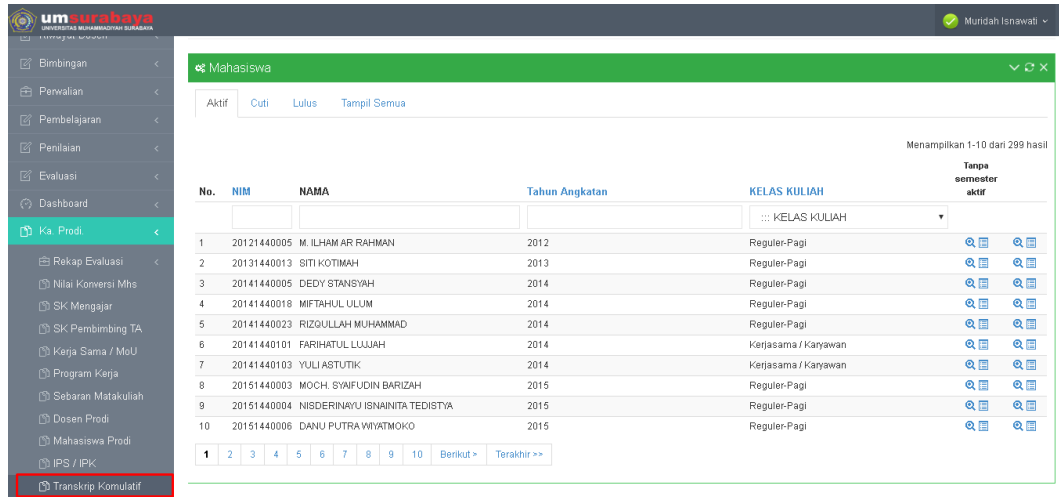 umsurabaya
UNIVERSITAS MUHAMMADIYAH SURABAYA
Muridah Isnawati
Riwayat Dosen
Bimbingan
Perwalian
Pembelajaran
Penilaian
Evaluasi
Dashboard
Ka. Prodi.
Rekap Evaluasi
Nilai Konversi Mhs
SK Mengajar
SK Pembimbing TA
Kerja Sama / MoU
Program Kerja
Sebaran Matakuliah
Dosen Prodi
Mahasiswa Prodi
IPS / IPK
Transkrip Komulatif
Mahasiswa
Aktif Cuti Lulus Tampil Semua
Menampilkan 1-10 dari 299 hasil
No. NIM NAMA Tahun Angkatan KELAS KULIAH Tanpa semester aktif
::: KELAS KULIAH
1 20121440005 M. ILHAM AR RAHMAN 2012 Reguler-Pagi
2 20131440013 SITI KOTIMAH 2013 Reguler-Pagi
3 20141440005 DEDY STANSYAH 2014 Reguler-Pagi
4 20141440018 MIFTAHUL ULUM 2014 Reguler-Pagi
5 20141440023 RIZQULLAH MUHAMMAD 2014 Reguler-Pagi
6 20141440101 FARIHATUL LUJJAH 2014 Kerjasama / Karyawan
7 20141440103 YULI ASTUTIK 2014 Kerjasama / Karyawan
8 20151440003 MOCH. SYAIFUDIN BARIZAH 2015 Reguler-Pagi
9 20151440004 NISDERINAYU ISNAINITA TEDISTYA 2015 Reguler-Pagi
10 20151440006 DANU PUTRA WIYATMOKO 2015 Reguler-Pagi
1 2 3 4 5 6 7 8 9 10 Berikut > Terakhir >>